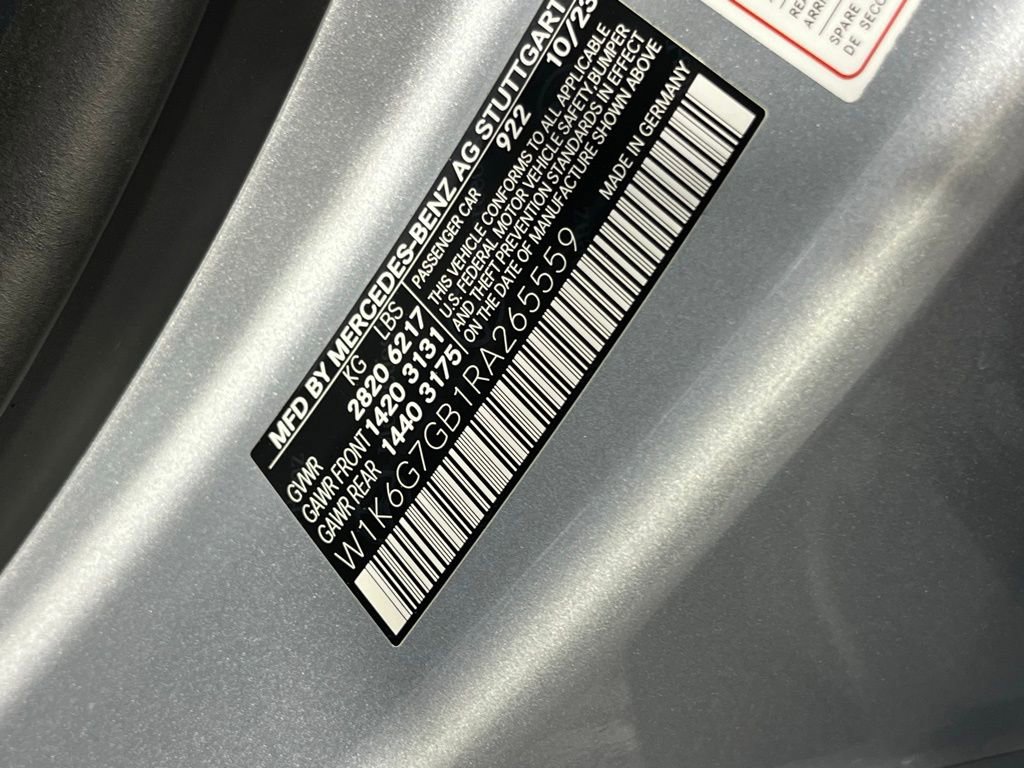 MFD BY MERCEDES-BENZ AG STUTTGART
KG LBS
922 10/23
GVWR 2820 6217
GAWR FRONT 1420 3131
GAWR REAR 1440 3175
PASSENGER CAR
THIS VEHICLE CONFORMS TO ALL APPLICABLE
U.S. FEDERAL MOTOR VEHICLE SAFETY,BUMPER
AND THEFT PREVENTION STANDARDS IN EFFECT
ON THE DATE OF MANUFACTURE SHOWN ABOVE
W1K6G7GB1RA265559
MADE IN GERMANY
SPARE